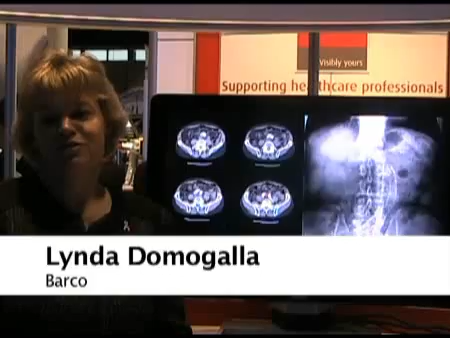 Visibly yours
Supporting healthcare professionals
Lynda Domogalla
Barco